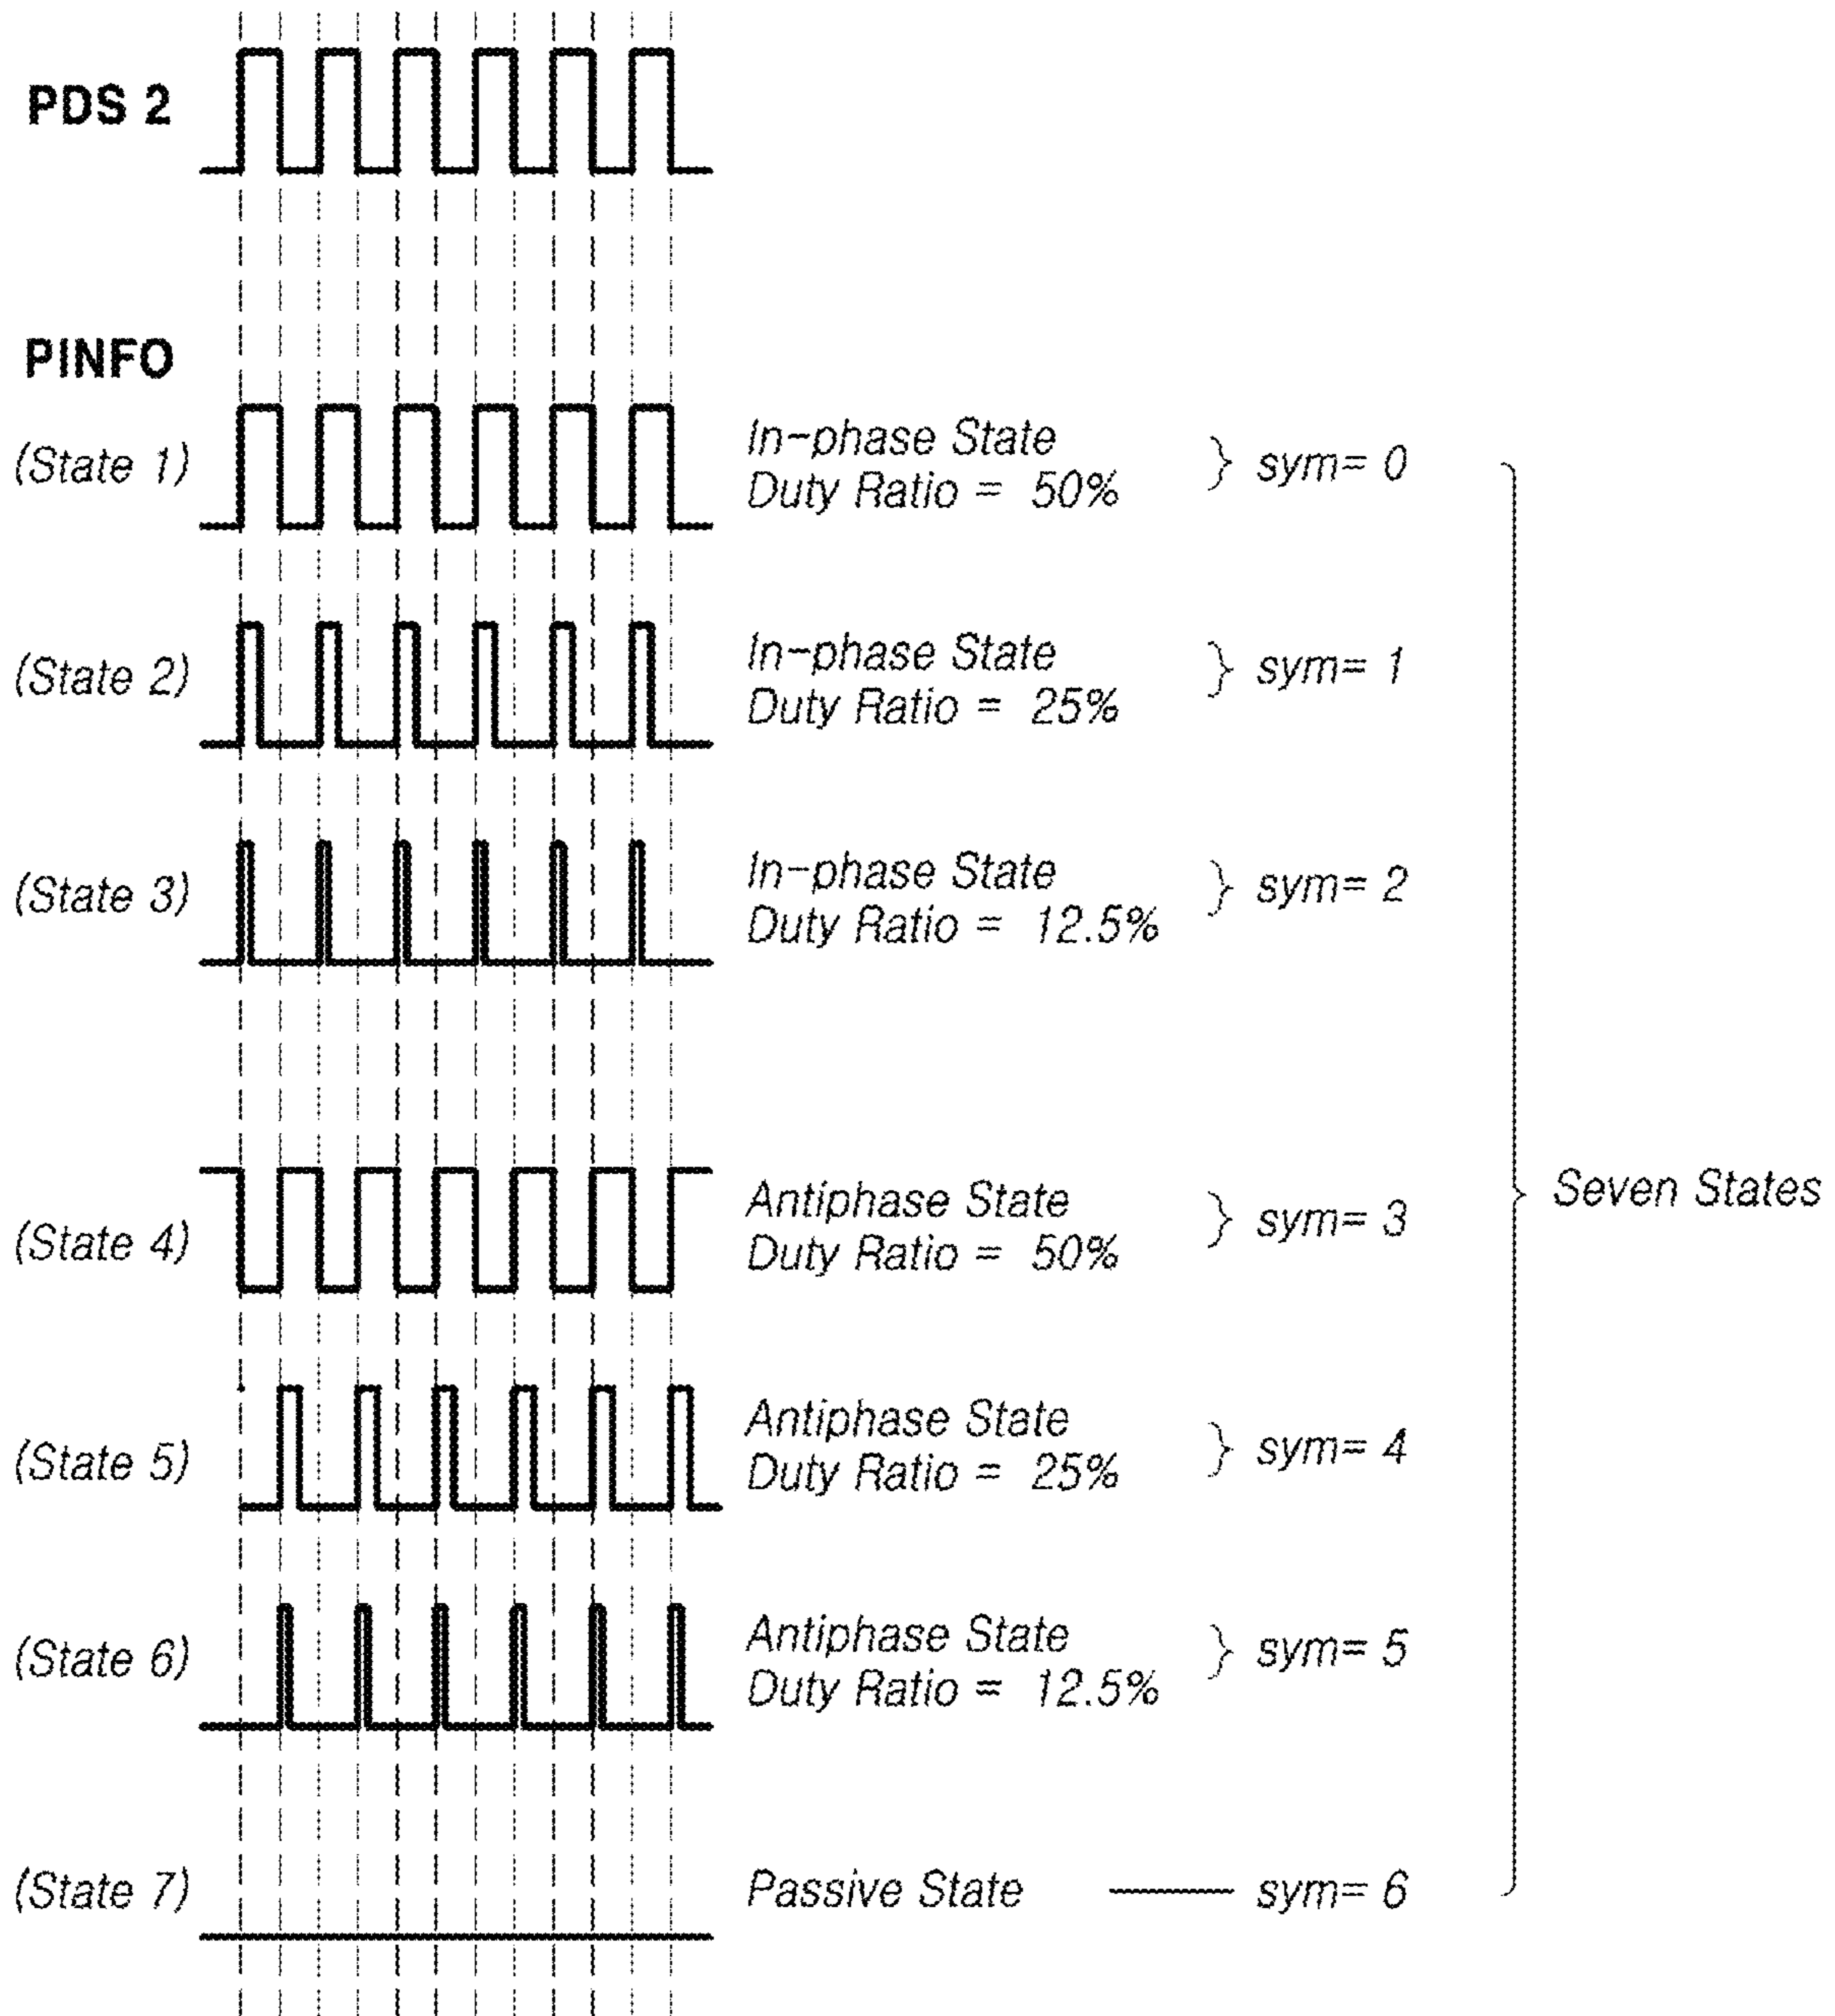 PDS 2
PINFO
(State 1)
In-phase State
Duty Ratio = 50%
sym= 0
(State 2)
In-phase State
Duty Ratio = 25%
sym= 1
(State 3)
In-phase State
Duty Ratio = 12.5%
sym= 2
(State 4)
Antiphase State
Duty Ratio = 50%
sym= 3
Seven States
(State 5)
Antiphase State
Duty Ratio = 25%
sym= 4
(State 6)
Antiphase State
Duty Ratio = 12.5%
sym= 5
(State 7)
Passive State
sym= 6